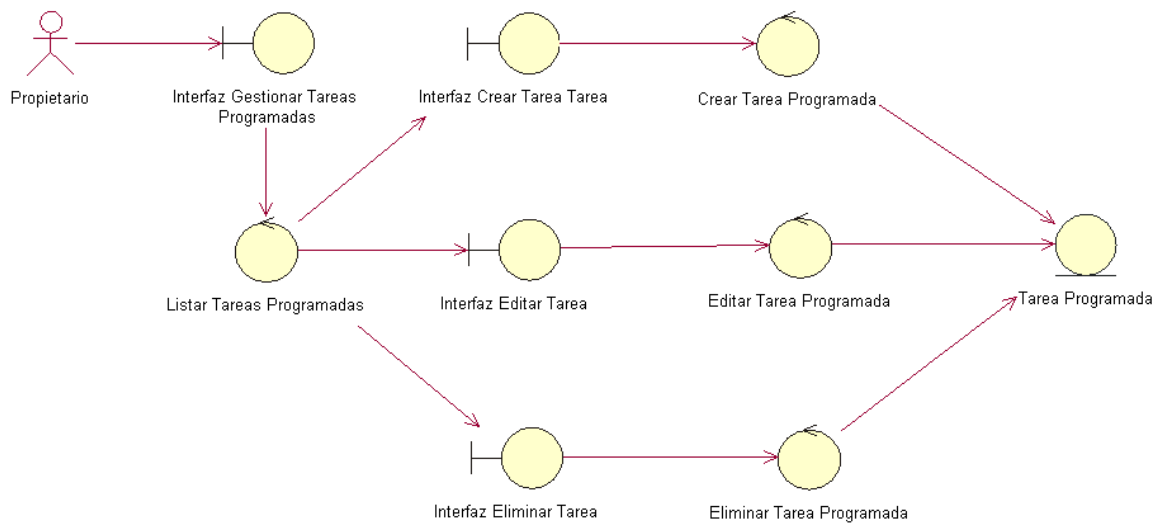 Propietario
Interfaz Gestionar Tareas
Programadas
Interfaz Crear Tarea Tarea
Crear Tarea Programada
Listar Tareas Programadas
Interfaz Editar Tarea
Editar Tarea Programada
Tarea Programada
Interfaz Eliminar Tarea
Eliminar Tarea Programada